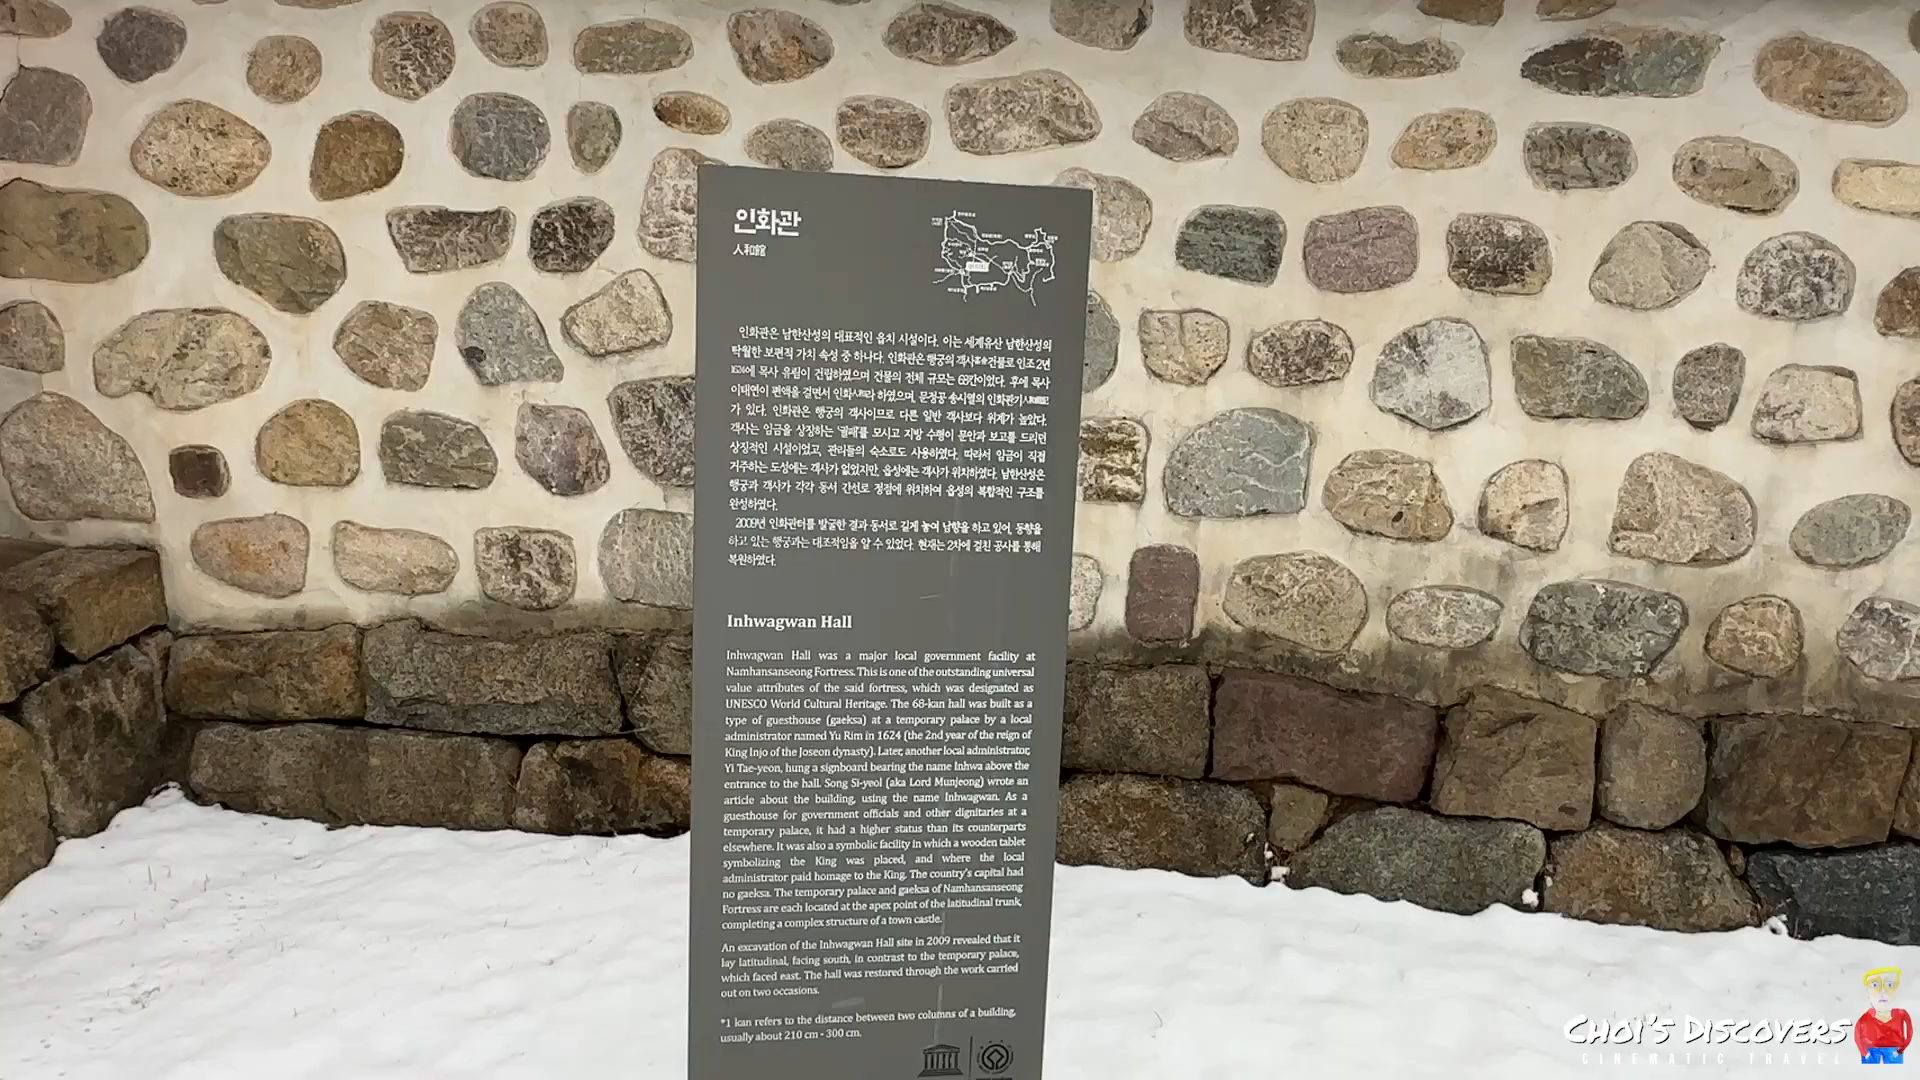 인화관
人和館
인화관은 남한산성의 대표적인 읍치 시설이다. 이는 세계유산 남한산성의
탁월한 보편적 가치 속성 중 하나다. 인화관은 행궁의 객사客舍건물로 인조 2년
1624에 목사 유림이 건립하였으며 건물의 전체 규모는 68칸이었다. 후에 목사
이태연이 편액을 걸면서 인화人和라 하였으며, 문정공 송시열의 인화관기
가 있다. 인화관은 행궁의 객사이므로 다른 일반 객사보다 위계가 높았다.
객사는 임금을 상징하는 '궐패'를 모시고 지방 수령이 문안과 보고를 드리던
상징적인 시설이었고, 관리들의 숙소로도 사용하였다. 따라서 임금이 직접
거주하는 도성에는 객사가 없었지만, 읍성에는 객사가 위치하였다. 남한산성은
행궁과 객사가 각각 동서 간선로 정점에 위치하여 읍성의 복합적인 구조를
완성하였다.
2009년 인화관터를 발굴한 결과 동서로 길게 놓여 남향을 하고 있어, 동향을
하고 있는 행궁과는 대조적임을 알 수 있었다. 현재는 2차에 걸친 공사를 통해
복원하였다.
Inhwagwan Hall
Inhwagwan Hall was a major local government facility at
Namhansanseong Fortress. This is one of the outstanding universal
value attributes of the said fortress, which was designated as
UNESCO World Cultural Heritage. The 68-kan hall was built as a
type of guesthouse (gaeksa) at a temporary palace by a local
administrator named Yu Rim in 1624 (the 2nd year of the reign of
King Injo of the Joseon dynasty). Later, another local administrator,
Yi Tae-yeon, hung a signboard bearing the name Inhwa above the
entrance to the hall. Song Si-yeol (aka Lord Munjeong) wrote an
article about the building, using the name Inhwagwan. As a
guesthouse for government officials and other dignitaries at a
temporary palace, it had a higher status than its counterparts
elsewhere. It was also a symbolic facility in which a wooden tablet
symbolizing the King was placed, and where the local
administrator paid homage to the King. The country's capital had
no gaeksa. The temporary palace and gaeksa of Namhansanseong
Fortress are each located at the apex point of the latitudinal trunk,
completing a complex structure of a town castle.
An excavation of the Inhwagwan Hall site in 2009 revealed that it
lay latitudinal, facing south, in contrast to the temporary palace,
which faced east. The hall was restored through the work carried
out on two occasions.
*1 kan refers to the distance between two columns of a building,
usually about 210 cm - 300 cm.
CHOI'S DISCOVERS
CINEMATIC TRAVEL